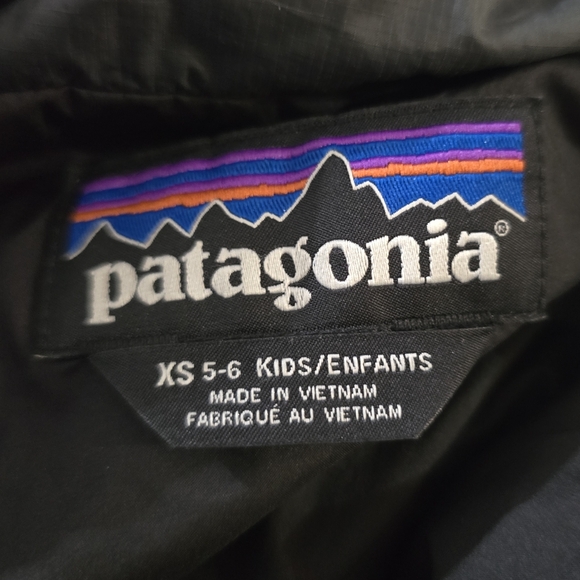 patagonia®
XS 5-6 KIDS/ENFANTS
MADE IN VIETNAM
FABRIQUÉ AU VIETNAM